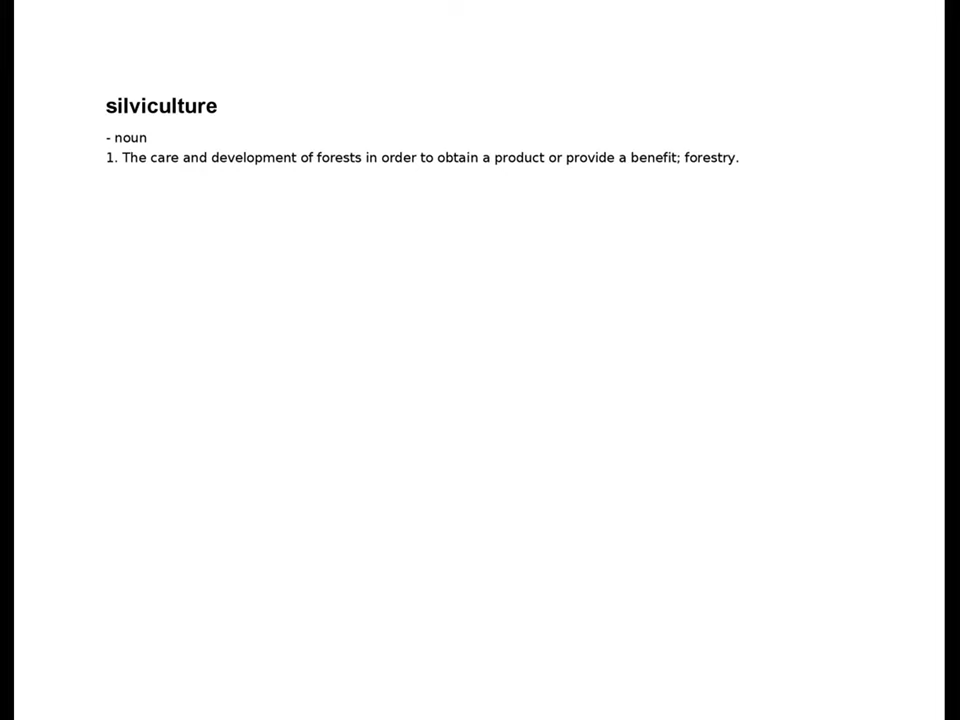 silviculture
- noun
1. The care and development of forests in order to obtain a product or provide a benefit; forestry.